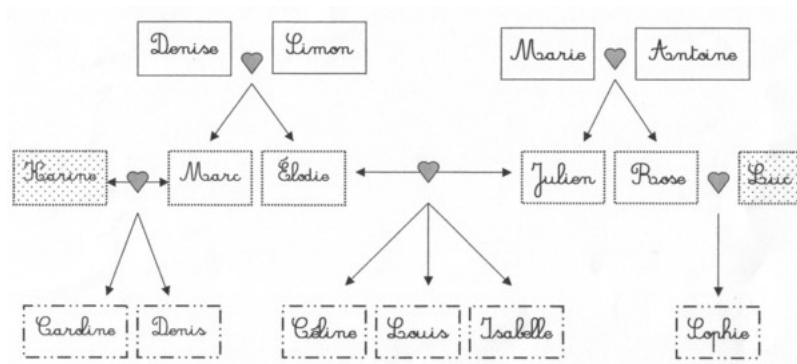 Denise Simon Marie Antoine
Karine Marc Élodie Julien Rose Luc
Caroline Denis Céline Louis Isabelle Sophie